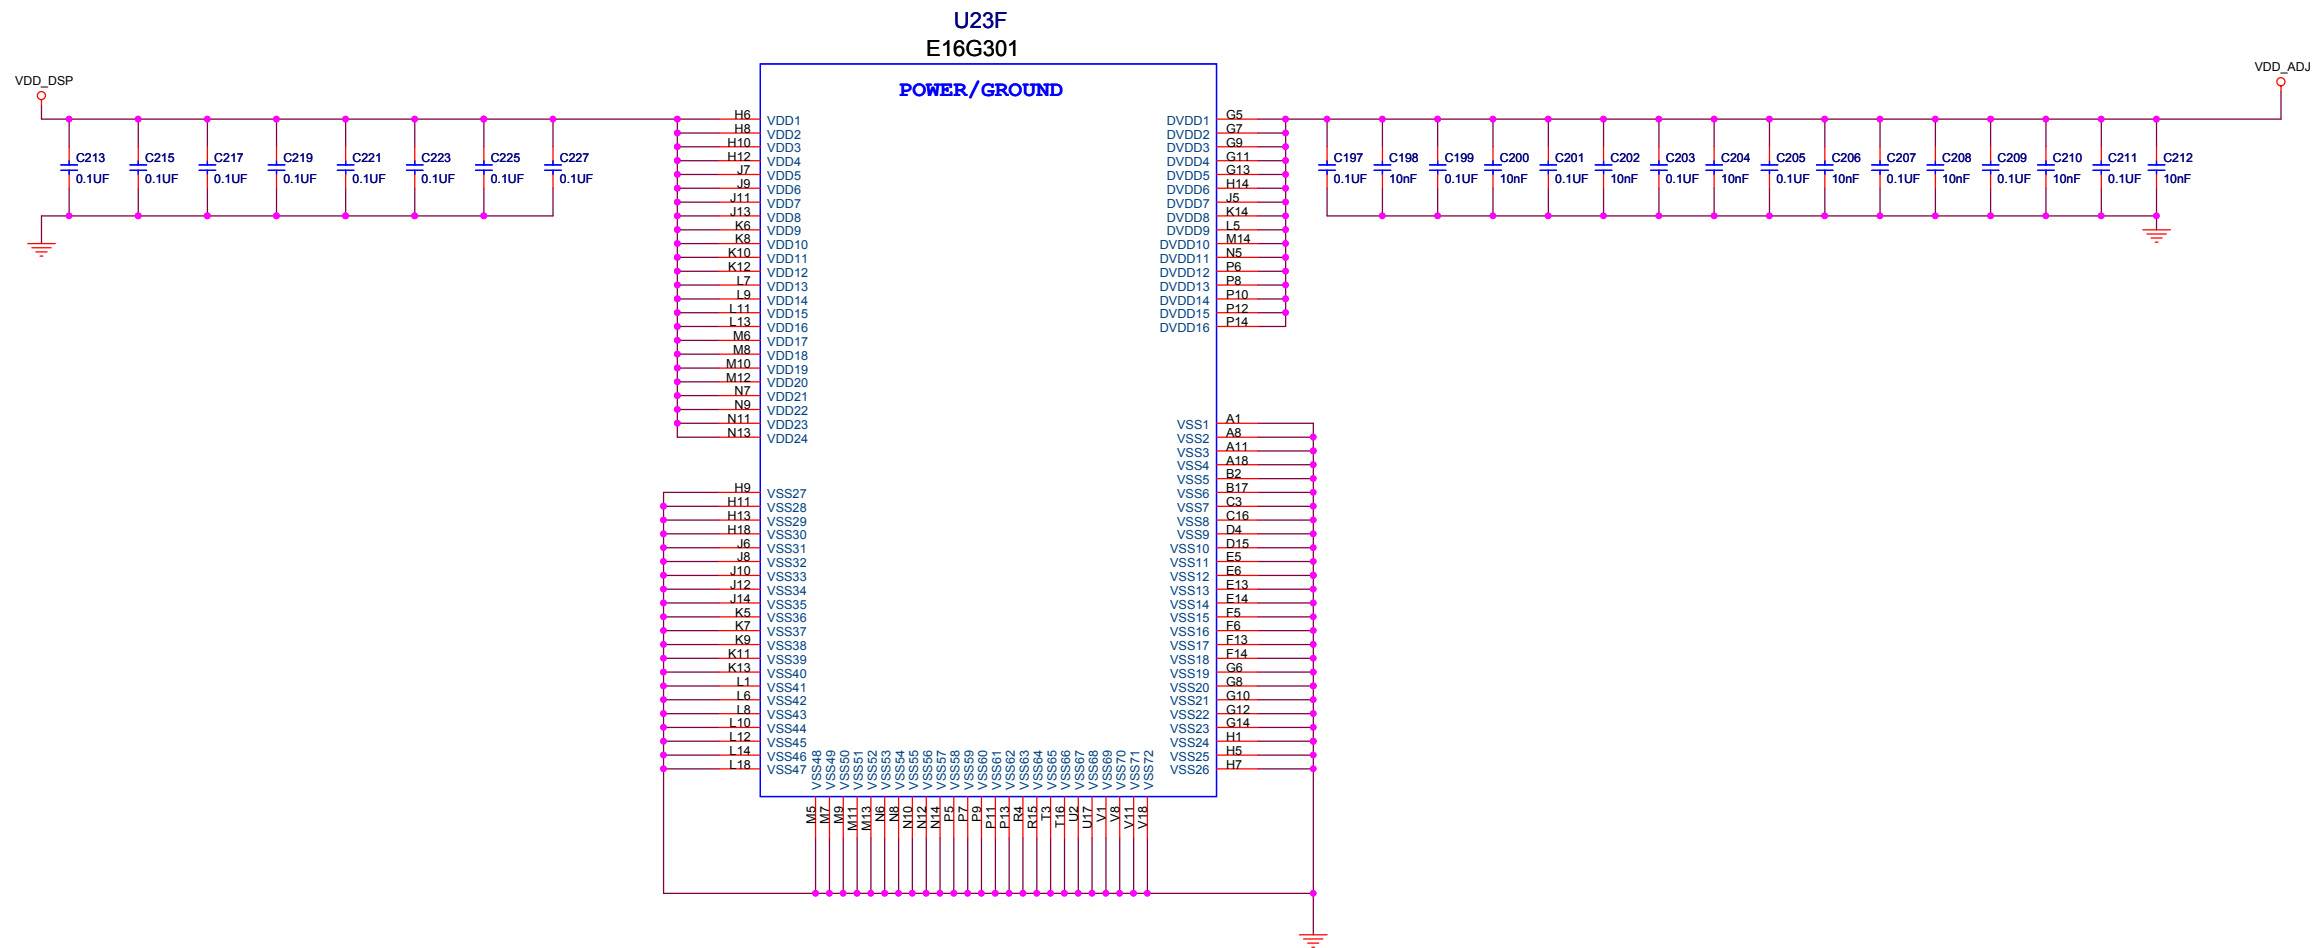 U23F
E16G301
POWER/GROUND
VDD_DSP
VDD_ADJ
C213 0.1UF
C215 0.1UF
C217 0.1UF
C219 0.1UF
C221 0.1UF
C223 0.1UF
C225 0.1UF
C227 0.1UF
H6 VDD1
H8 VDD2
H10 VDD3
H12 VDD4
J7 VDD5
J9 VDD6
J11 VDD7
J13 VDD8
K6 VDD9
K8 VDD10
K10 VDD11
K12 VDD12
L7 VDD13
L9 VDD14
L11 VDD15
L13 VDD16
M6 VDD17
M8 VDD18
M10 VDD19
M12 VDD20
N7 VDD21
N9 VDD22
N11 VDD23
N13 VDD24
H9 VSS27
H11 VSS28
H13 VSS29
H18 VSS30
J6 VSS31
J8 VSS32
J10 VSS33
J12 VSS34
J14 VSS35
K5 VSS36
K7 VSS37
K9 VSS38
K11 VSS39
K13 VSS40
L1 VSS41
L6 VSS42
L8 VSS43
L10 VSS44
L12 VSS45
L14 VSS46
L18 VSS47
DVDD1 G5
DVDD2 G7
DVDD3 G9
DVDD4 G11
DVDD5 G13
DVDD6 H14
DVDD7 J5
DVDD8 K14
DVDD9 L5
DVDD10 M14
DVDD11 N5
DVDD12 P6
DVDD13 P8
DVDD14 P10
DVDD15 P12
DVDD16 P14
C197 0.1UF
C198 10nF
C199 0.1UF
C200 10nF
C201 0.1UF
C202 10nF
C203 0.1UF
C204 10nF
C205 0.1UF
C206 10nF
C207 0.1UF
C208 10nF
C209 0.1UF
C210 10nF
C211 0.1UF
C212 10nF
VSS1 A1
VSS2 A8
VSS3 A11
VSS4 A18
VSS5 B2
VSS6 B17
VSS7 C3
VSS8 C16
VSS9 D4
VSS10 D15
VSS11 E5
VSS12 E6
VSS13 E13
VSS14 E14
VSS15 F5
VSS16 F6
VSS17 F13
VSS18 F14
VSS19 G6
VSS20 G8
VSS21 G10
VSS22 G12
VSS23 G14
VSS24 H1
VSS25 H5
VSS26 H7
VSS48 M5
VSS49 M7
VSS50 M9
VSS51 M11
VSS52 M13
VSS53 N6
VSS54 N8
VSS55 N10
VSS56 N12
VSS57 N14
VSS58 P5
VSS59 P7
VSS60 P9
VSS61 P11
VSS62 P13
VSS63 R4
VSS64 R15
VSS65 T3
VSS66 T16
VSS67 U2
VSS68 U17
VSS69 V1
VSS70 V8
VSS71 V11
VSS72 V18